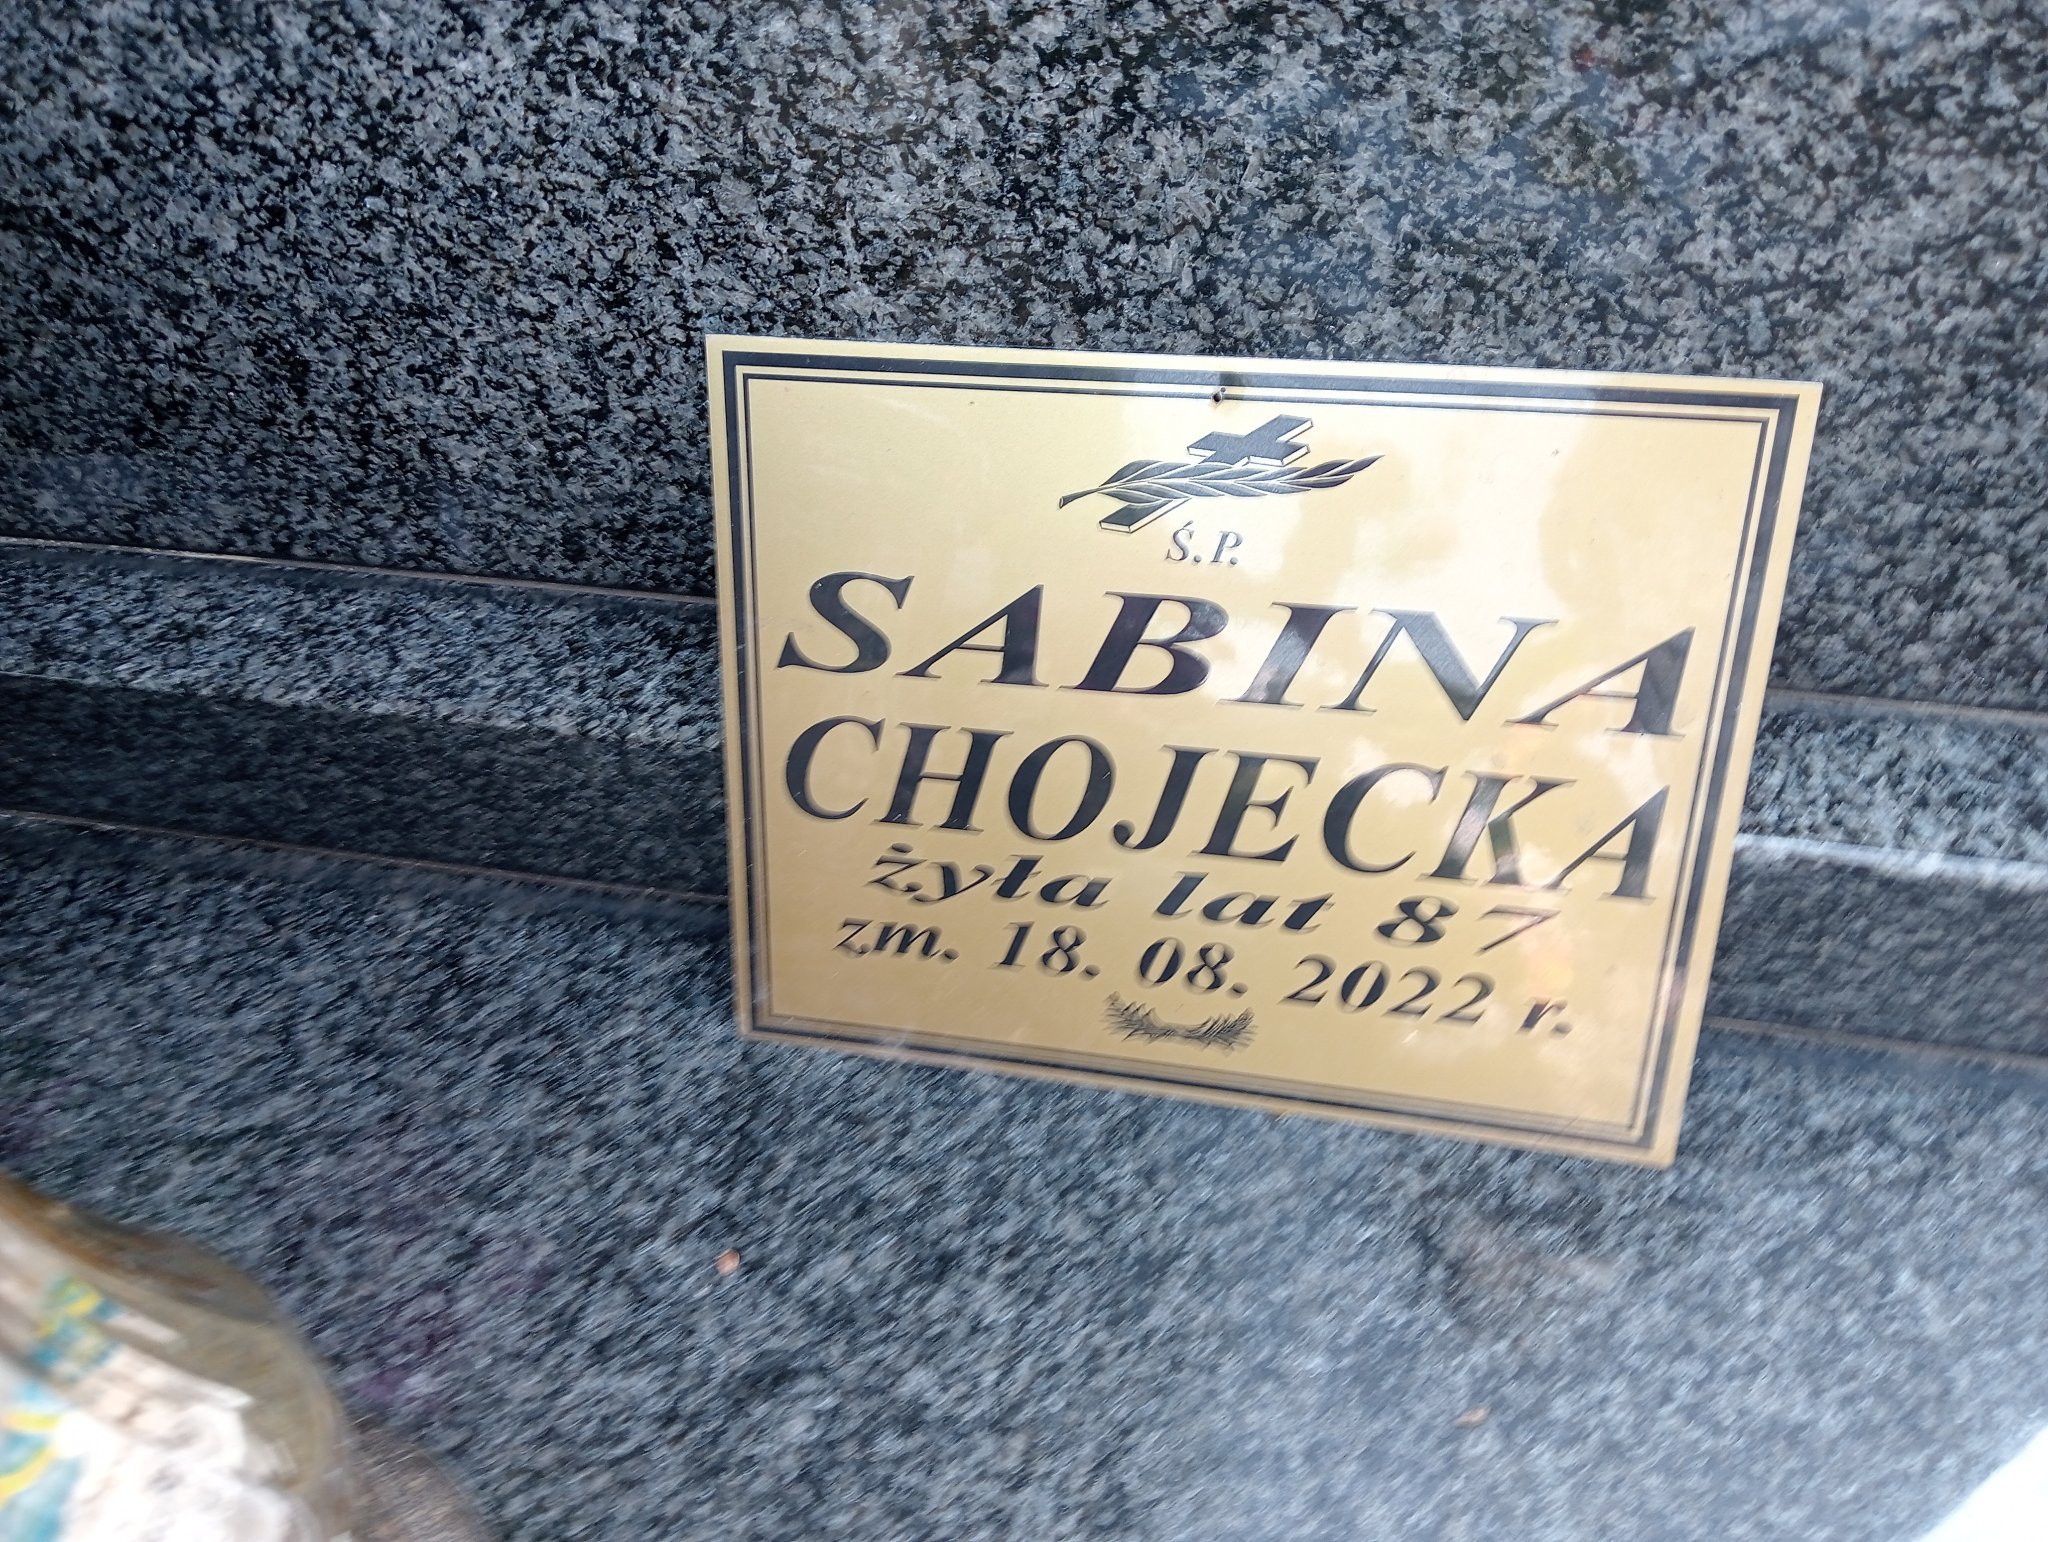 Ś.P.
SABINA
CHOJECKA
żyła lat 87
zm. 18. 08. 2022 r.